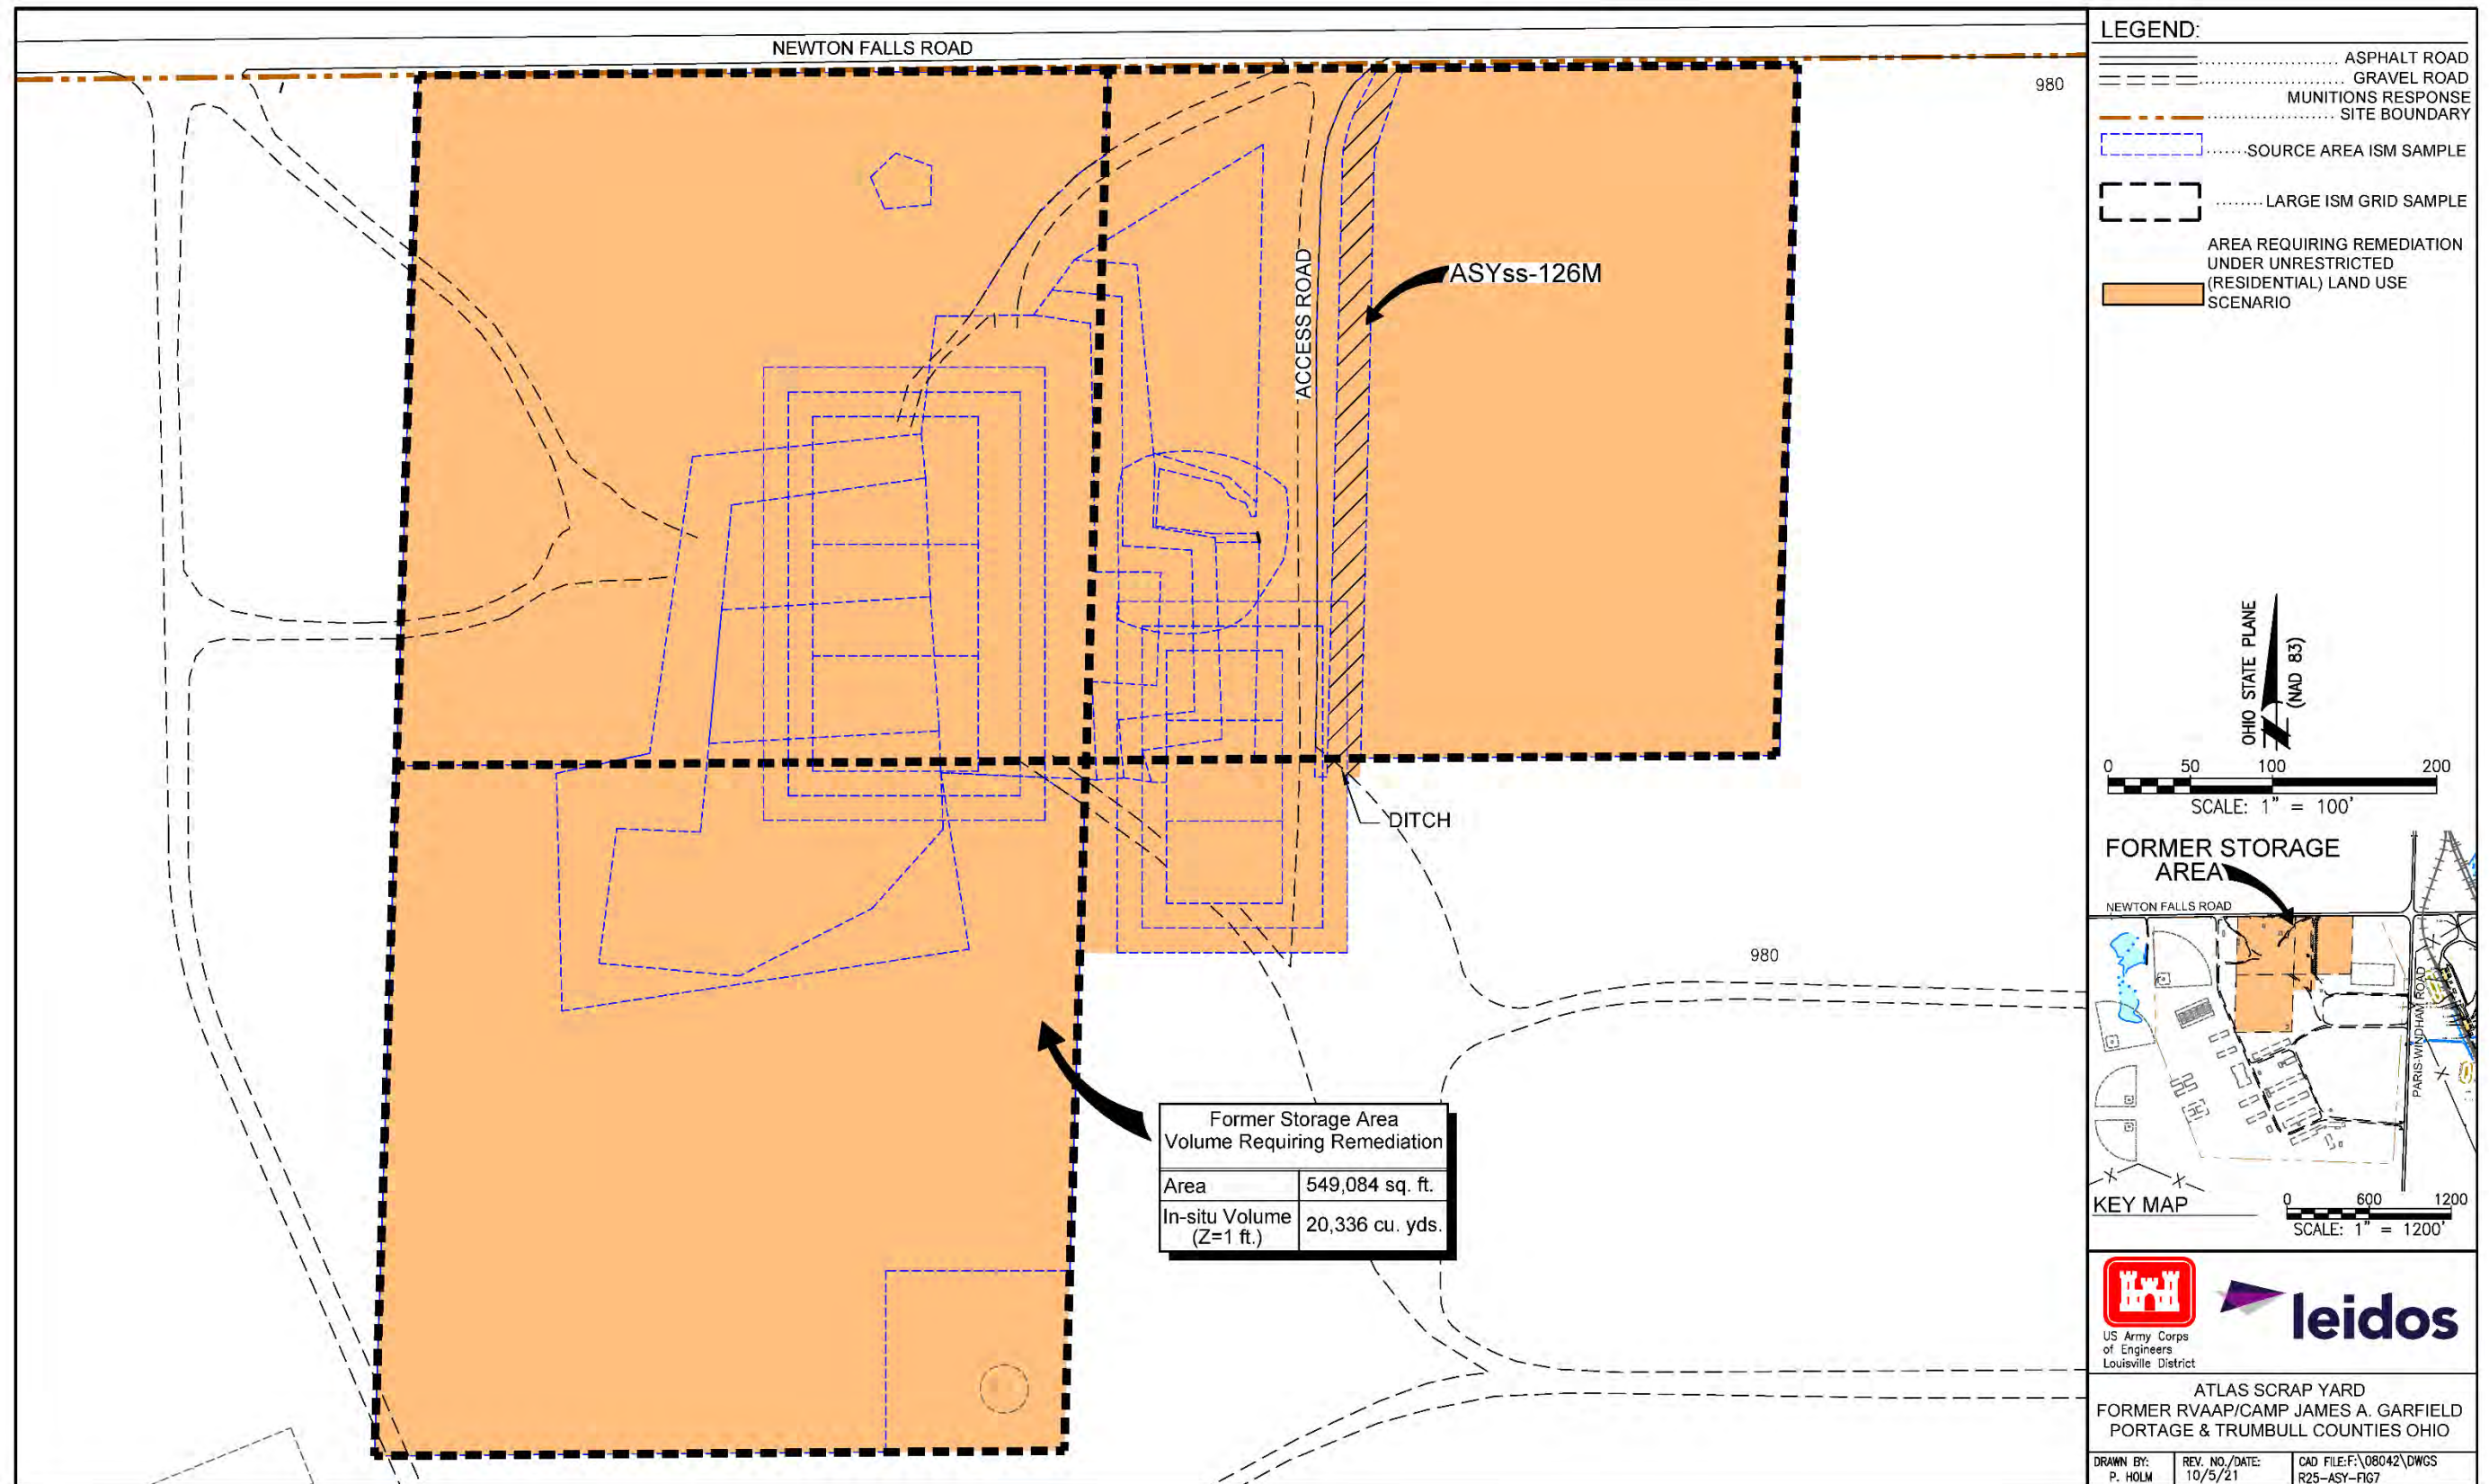 NEWTON FALLS ROAD
980
ASYss-126M
ACCESS ROAD
DITCH
980
Former Storage Area
Volume Requiring Remediation
Area 549,084 sq. ft.
In-situ Volume
(Z=1 ft.)
20,336 cu. yds.
LEGEND:
ASPHALT ROAD
GRAVEL ROAD
MUNITIONS RESPONSE
SITE BOUNDARY
SOURCE AREA ISM SAMPLE
LARGE ISM GRID SAMPLE
AREA REQUIRING REMEDIATION
UNDER UNRESTRICTED
(RESIDENTIAL) LAND USE
SCENARIO
OHIO STATE PLANE
(NAD 83)
0 50 100 200
SCALE: 1" = 100'
FORMER STORAGE
AREA
NEWTON FALLS ROAD
PARIS-WINDHAM ROAD
KEY MAP
0 600 1200
SCALE: 1" = 1200'
US Army Corps
of Engineers
Louisville District
leidos
ATLAS SCRAP YARD
FORMER RVAAP/CAMP JAMES A. GARFIELD
PORTAGE & TRUMBULL COUNTIES OHIO
DRAWN BY:
P. HOLM
REV. NO./DATE:
10/5/21
CAD FILE:F:\08042\DWGS
R25-ASY-FIG7